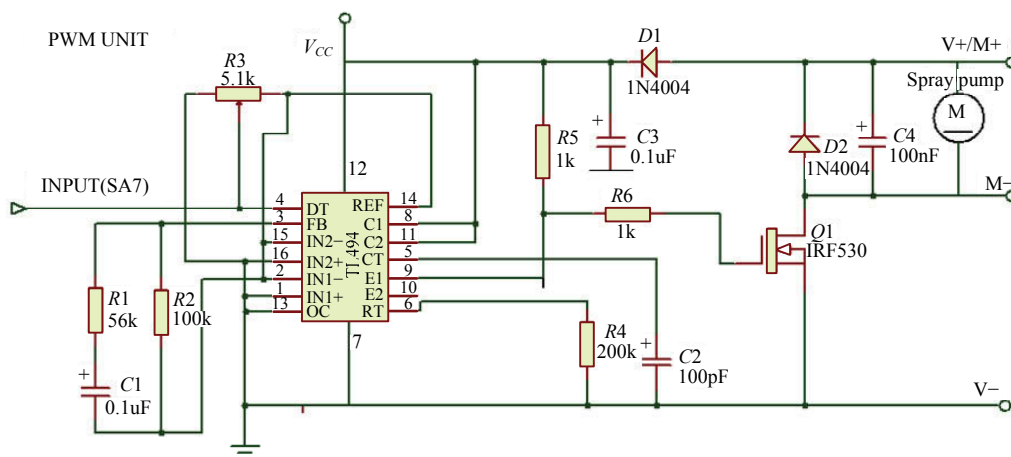 PWM UNIT
VCC
R3
5.1k
D1
1N4004
V+/M+
Spray pump
M
R5
1k
+
C3
0.1uF
+
C4
100nF
D2
1N4004
INPUT(SA7)
12
M−
R6
1k
4
3
15
16
2
1
13
DT
FB
IN2−
IN2+
IN1−
IN1+
OC
TL494
REF
C1
C2
CT
E1
E2
RT
14
8
11
5
9
10
6
7
Q1
IRF530
R1
56k
R2
100k
R4
200k
+
C2
100pF
+
C1
0.1uF
V−